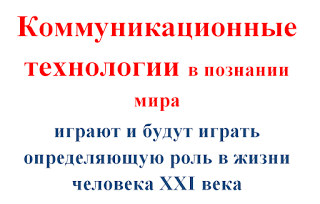 Коммуникационные
технологии в познании
мира
играют и будут играть
определяющую роль в жизни
человека XXI века